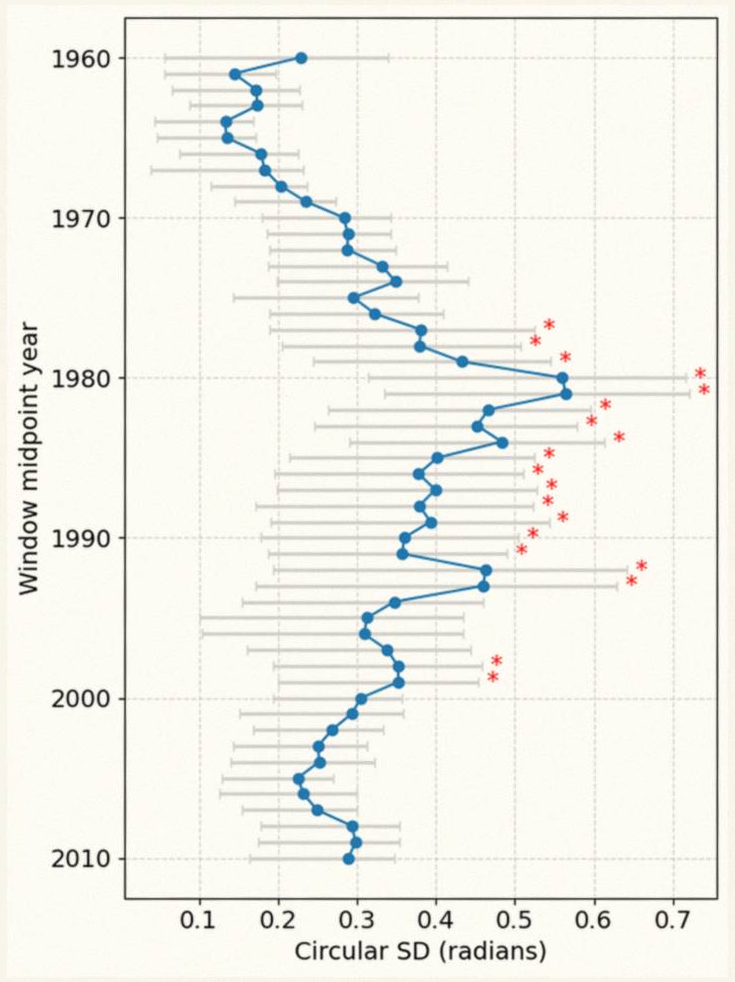 1960
1970
1980
1990
2000
2010
Window midpoint year
0.1 0.2 0.3 0.4 0.5 0.6 0.7
Circular SD (radians)
* * * * * * * * * * * * * * * * * * *